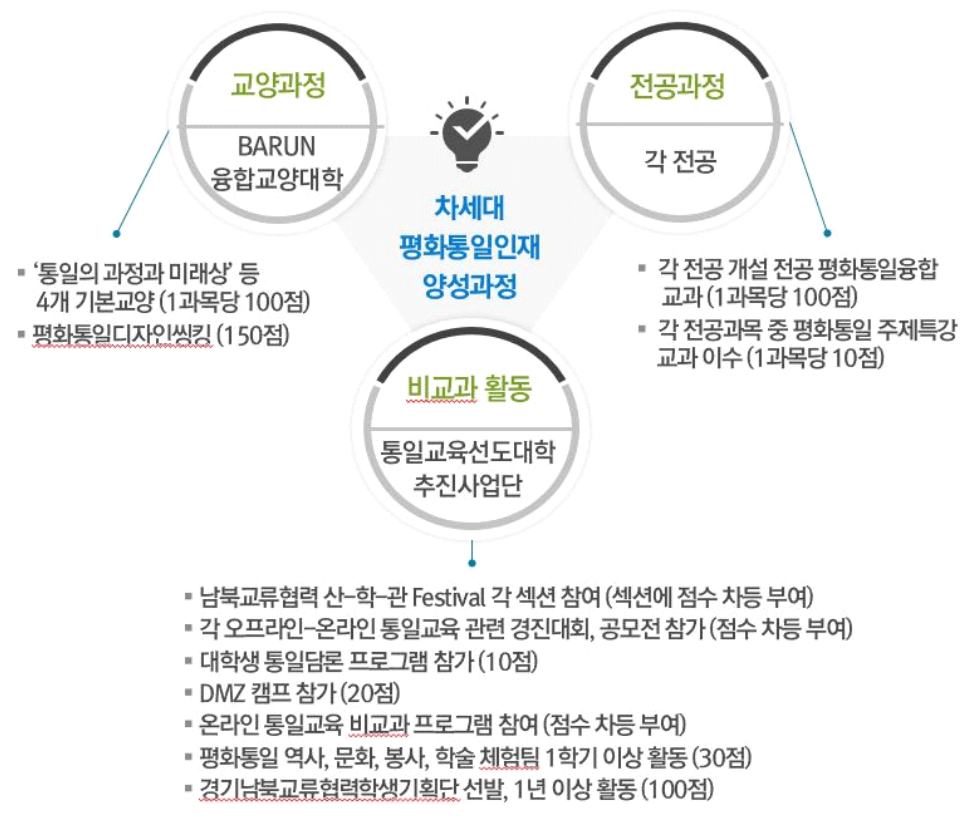 교양과정
BARUN
융합교양대학
전공과정
각 전공
차세대
평화통일인재
양성과정
▪ ‘통일의 과정과 미래상’ 등
4개 기본교양 (1과목당 100점)
▪ 평화통일디자인씽킹 (150점)
▪ 각 전공 개설 전공 평화통일융합
교과 (1과목당 100점)
▪ 각 전공과목 중 평화통일 주제특강
교과 이수 (1과목당 10점)
비교과 활동
통일교육선도대학
추진사업단
▪ 남북교류협력 산-학-관 Festival 각 섹션 참여 (섹션에 점수 차등 부여)
▪ 각 오프라인-온라인 통일교육 관련 경진대회, 공모전 참가 (점수 차등 부여)
▪ 대학생 통일담론 프로그램 참가 (10점)
▪ DMZ 캠프 참가 (20점)
▪ 온라인 통일교육 비교과 프로그램 참여 (점수 차등 부여)
▪ 평화통일 역사, 문화, 봉사, 학술 체험팀 1학기 이상 활동 (30점)
▪ 경기남북교류협력학생기획단 선발, 1년 이상 활동 (100점)